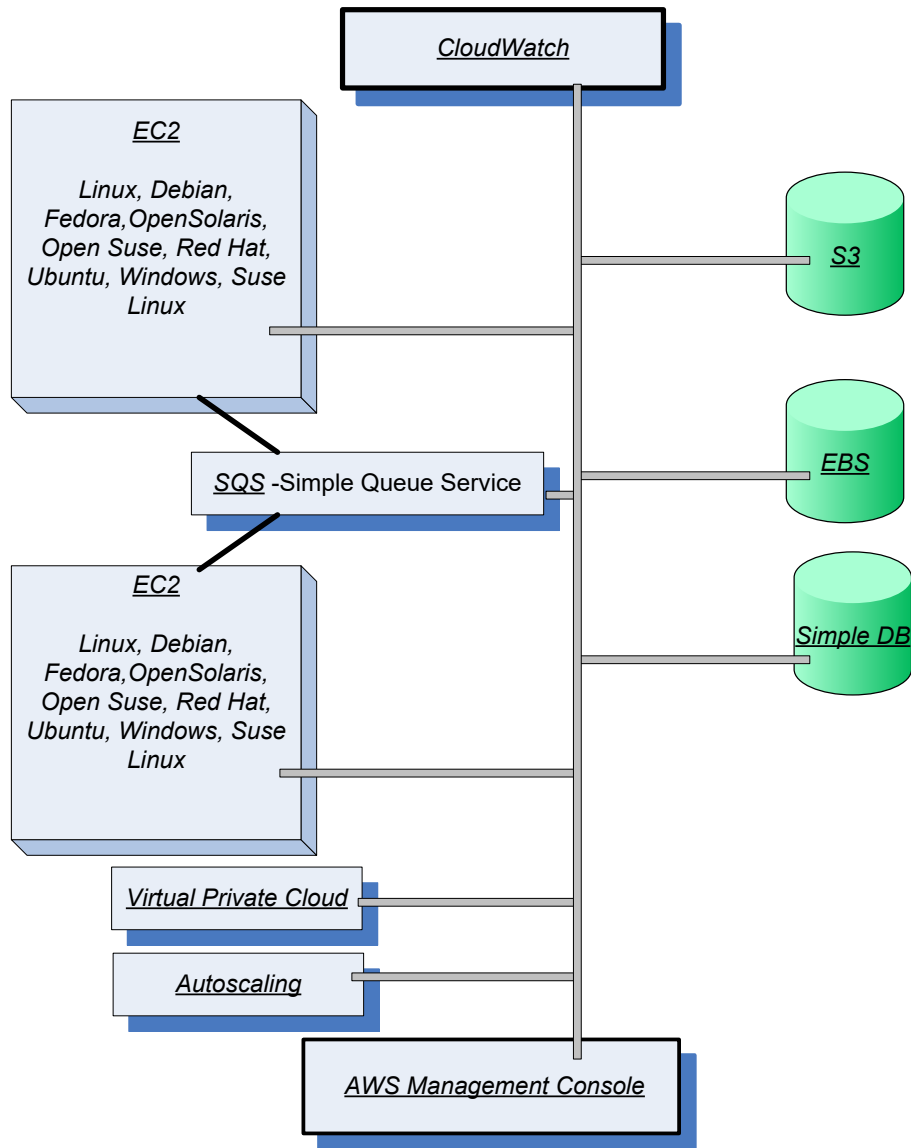 CloudWatch
EC2
Linux, Debian,
Fedora,OpenSolaris,
Open Suse, Red Hat,
Ubuntu, Windows, Suse
Linux
S3
SQS -Simple Queue Service
EBS
EC2
Linux, Debian,
Fedora,OpenSolaris,
Open Suse, Red Hat,
Ubuntu, Windows, Suse
Linux
Simple DB
Virtual Private Cloud
Autoscaling
AWS Management Console